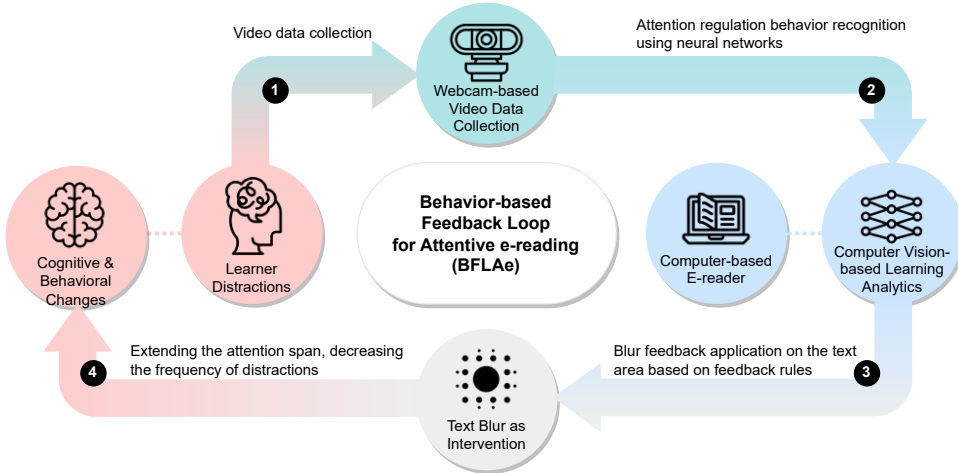 Video data collection
1
Webcam-based
Video Data
Collection
Attention regulation behavior recognition
using neural networks
2
Cognitive &
Behavioral
Changes
Learner
Distractions
Behavior-based
Feedback Loop
for Attentive e-reading
(BFLAe)
Computer-based
E-reader
Computer Vision-
based Learning
Analytics
4
Extending the attention span, decreasing
the frequency of distractions
Text Blur as
Intervention
Blur feedback application on the text
area based on feedback rules
3